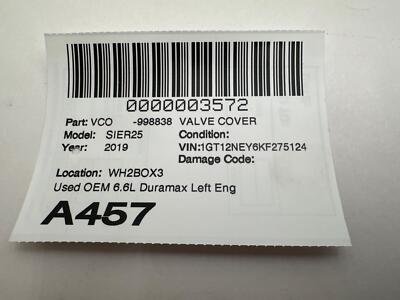 0000003572
Part: VCO -998838 VALVE COVER
Model: SIER25 Condition:
Year: 2019 VIN:1GT12NEY6KF275124
Damage Code:
Location: WH2BOX3
Used OEM 6.6L Duramax Left Eng
A457